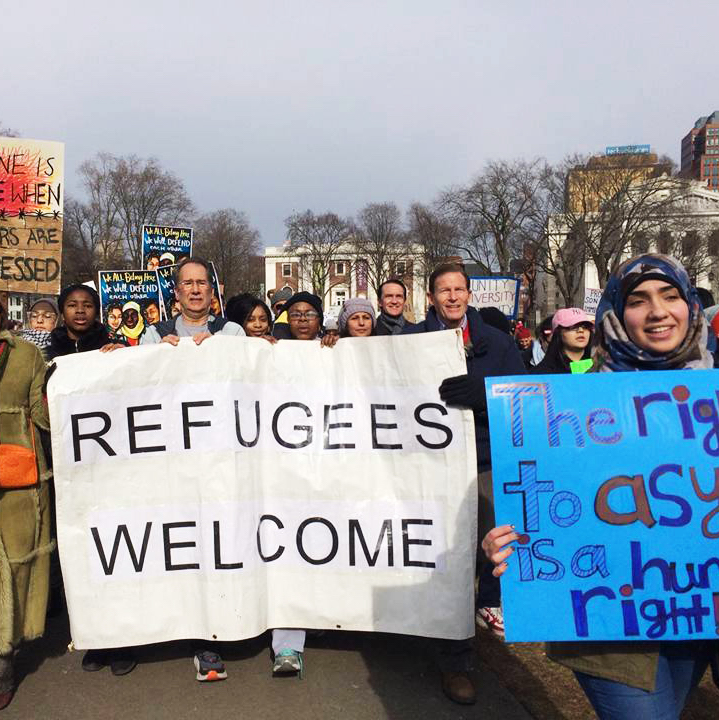 NE IS
E WHEN
RS ARE
ESSED
We ALL Belong Here
We Will DEFEND
each other
We ALL Belong Here
We Will DEFEND
each other
REFUGEES
WELCOME
UNITY
VERSITY
The rig
to asy
is a hum
right!